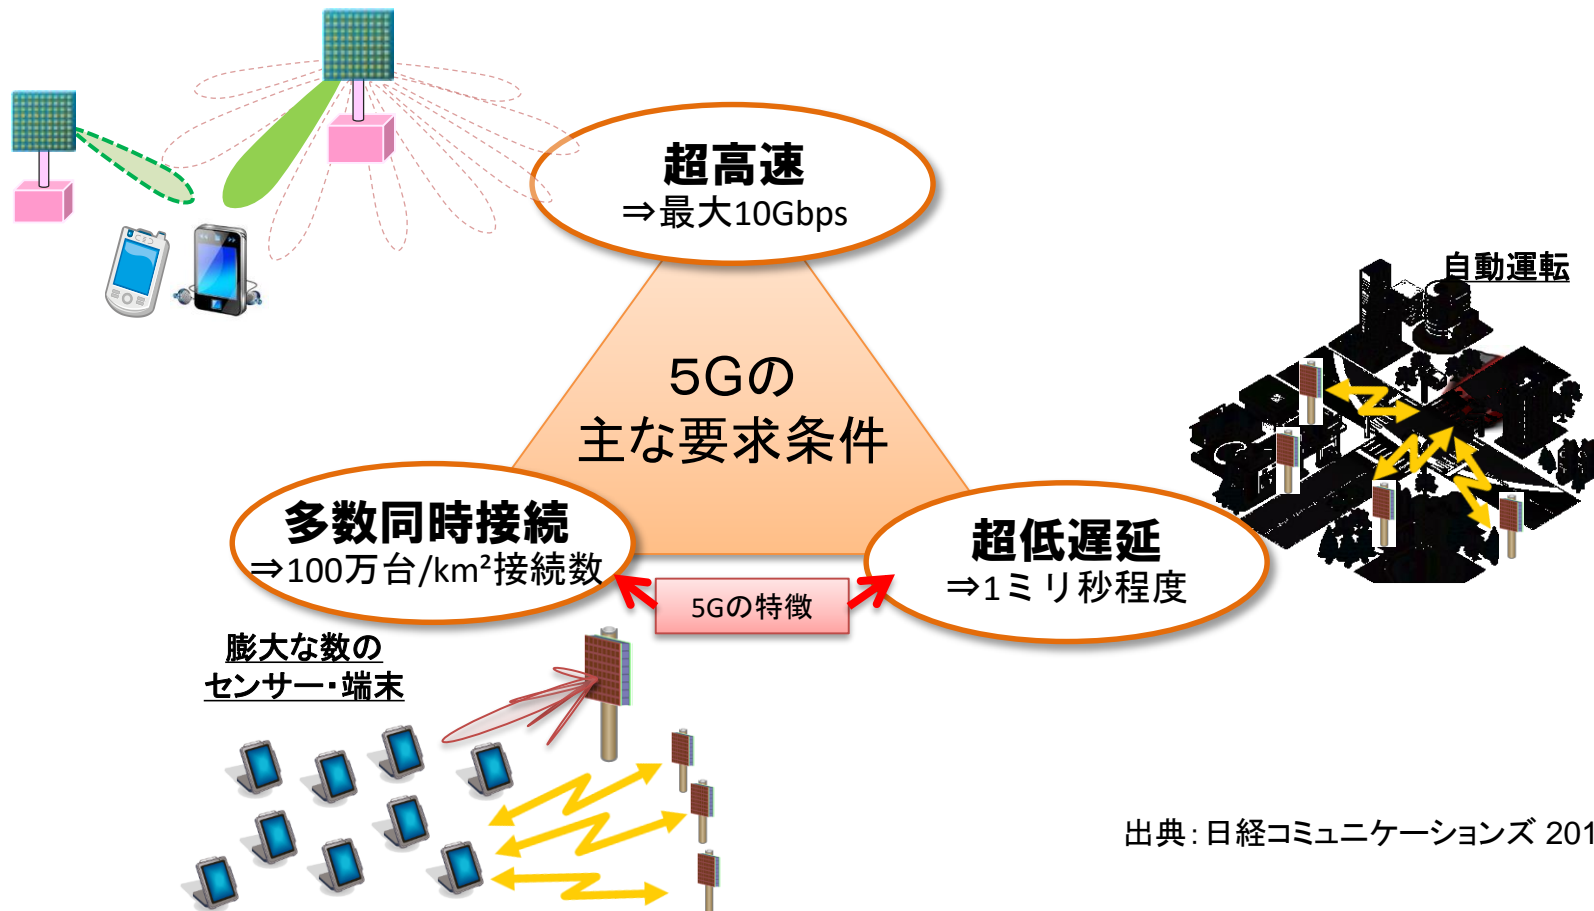 超高速
⇒最大10Gbps
自動運転
5Gの
主な要求条件
多数同時接続
⇒100万台/km²接続数
超低遅延
⇒1ミリ秒程度
5Gの特徴
膨大な数の
センサー・端末
出典：日経コミュニケーションズ 201